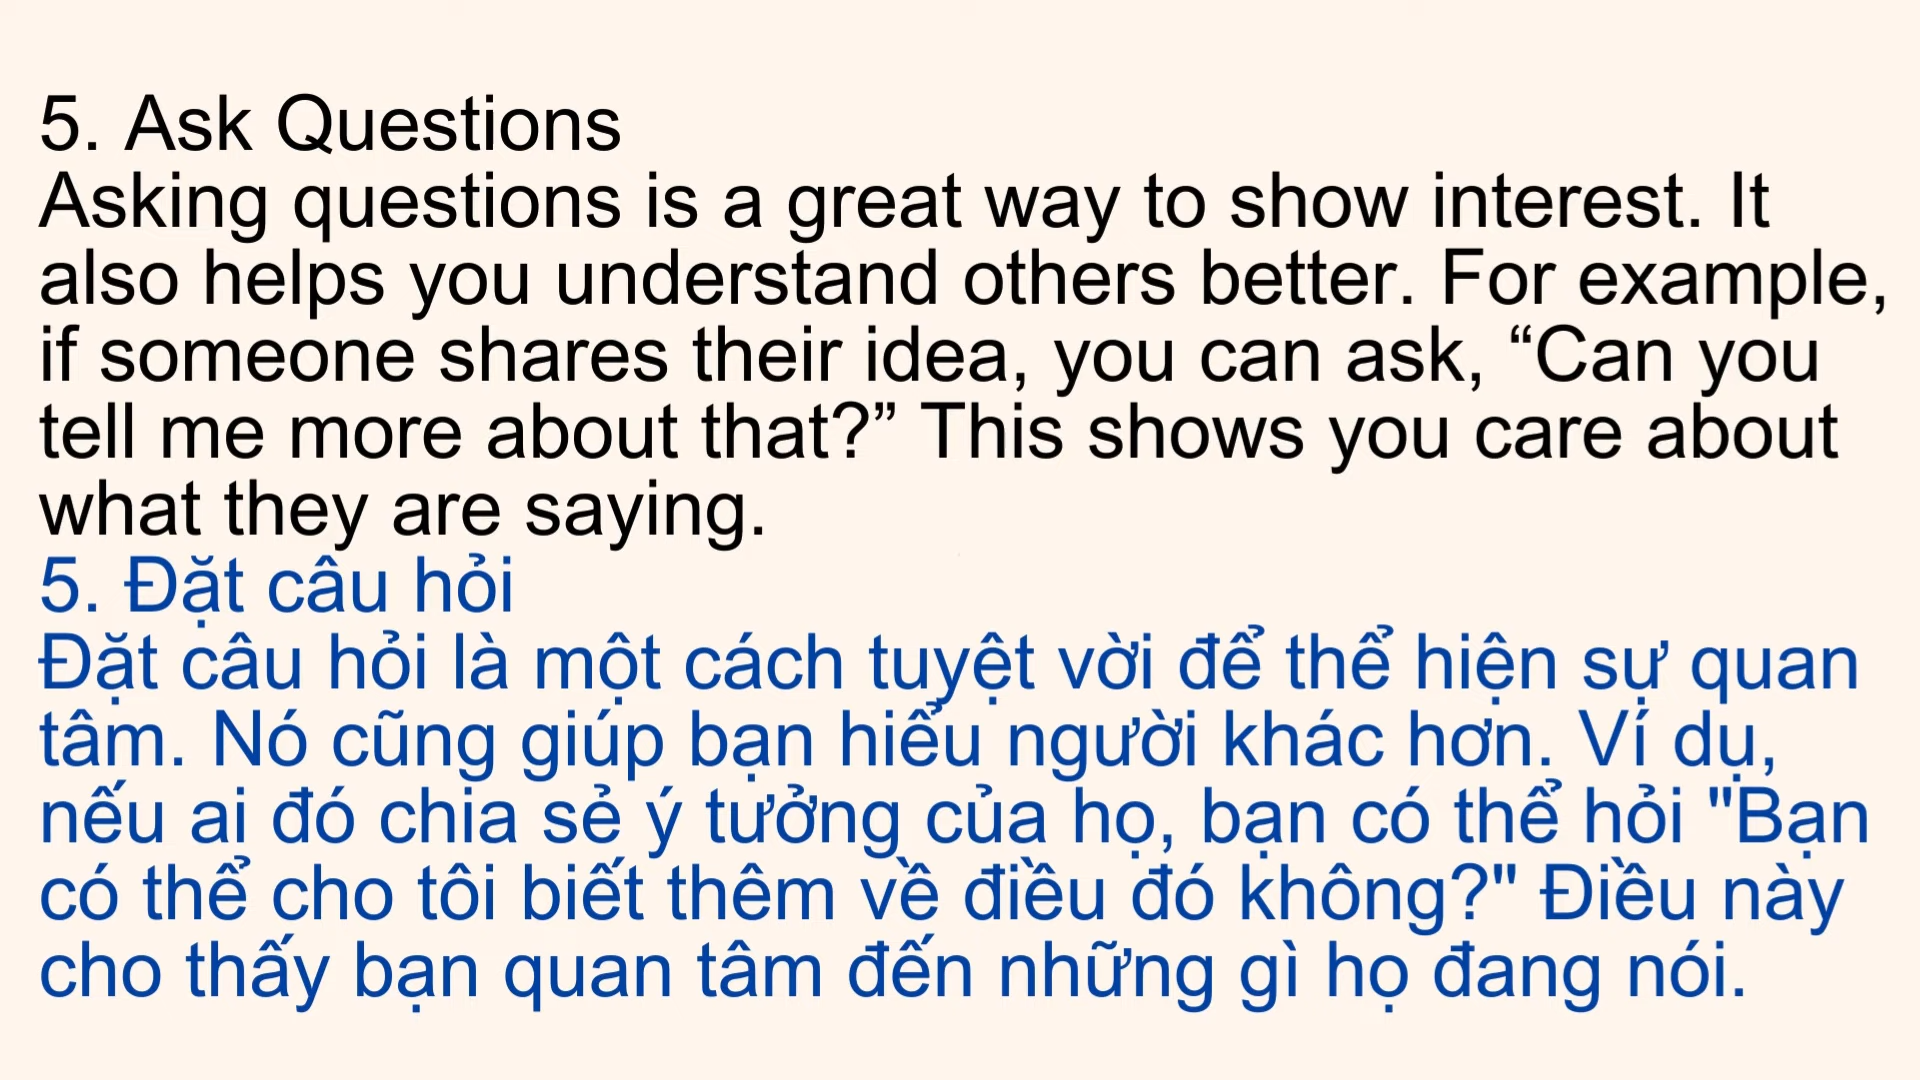 5. Ask Questions
Asking questions is a great way to show interest. It
also helps you understand others better. For example,
if someone shares their idea, you can ask, “Can you
tell me more about that?” This shows you care about
what they are saying.
5. Đặt câu hỏi
Đặt câu hỏi là một cách tuyệt vời để thể hiện sự quan
tâm. Nó cũng giúp bạn hiểu người khác hơn. Ví dụ,
nếu ai đó chia sẻ ý tưởng của họ, bạn có thể hỏi "Bạn
có thể cho tôi biết thêm về điều đó không?" Điều này
cho thấy bạn quan tâm đến những gì họ đang nói.